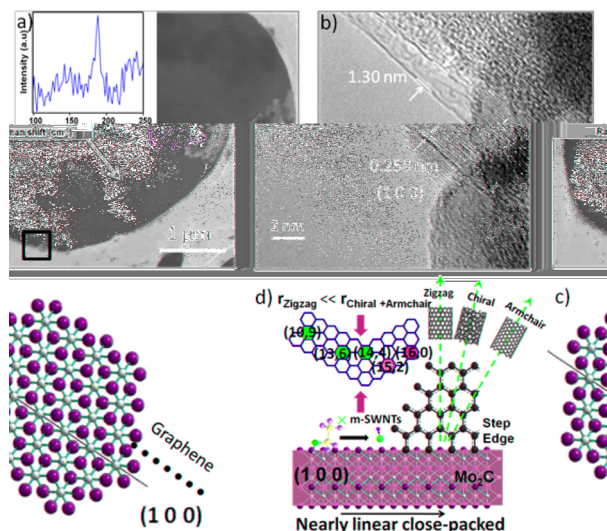 a)
Intensity (a.u)
100 150 200 250
b)
1.30 nm
0.258 nm
(1 0 0)
1 μm
2 nm
Graphene
(1 0 0)
d)
rZigzag << rChiral +Armchair
(10,9)
(13,6)
(14,4)
(15,2)
(16,0)
m-SWNTs
Zigzag
Chiral
Armchair
Step
Edge
(1 0 0)
Mo2C
Nearly linear close-packed
c)